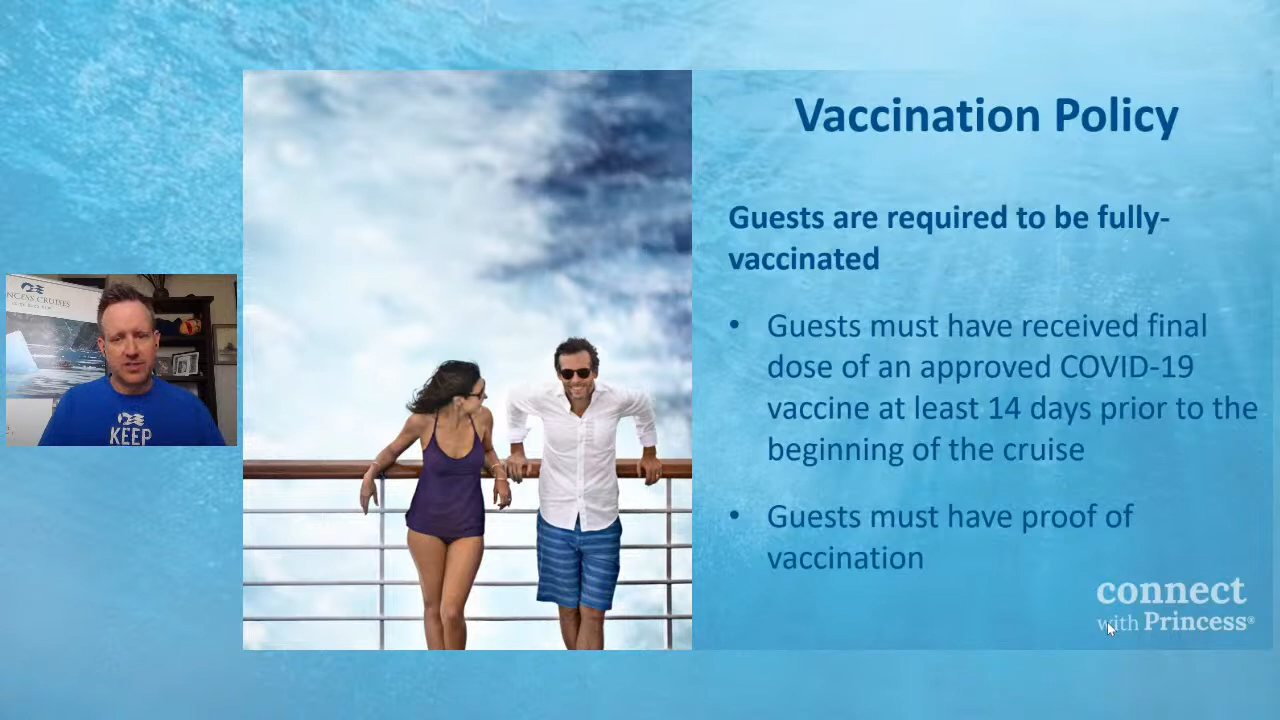 Vaccination Policy
Guests are required to be fully-
vaccinated
• Guests must have received final
dose of an approved COVID-19
vaccine at least 14 days prior to the
beginning of the cruise
• Guests must have proof of
vaccination
connect
with Princess®
NCESS CRUISES
KEEP